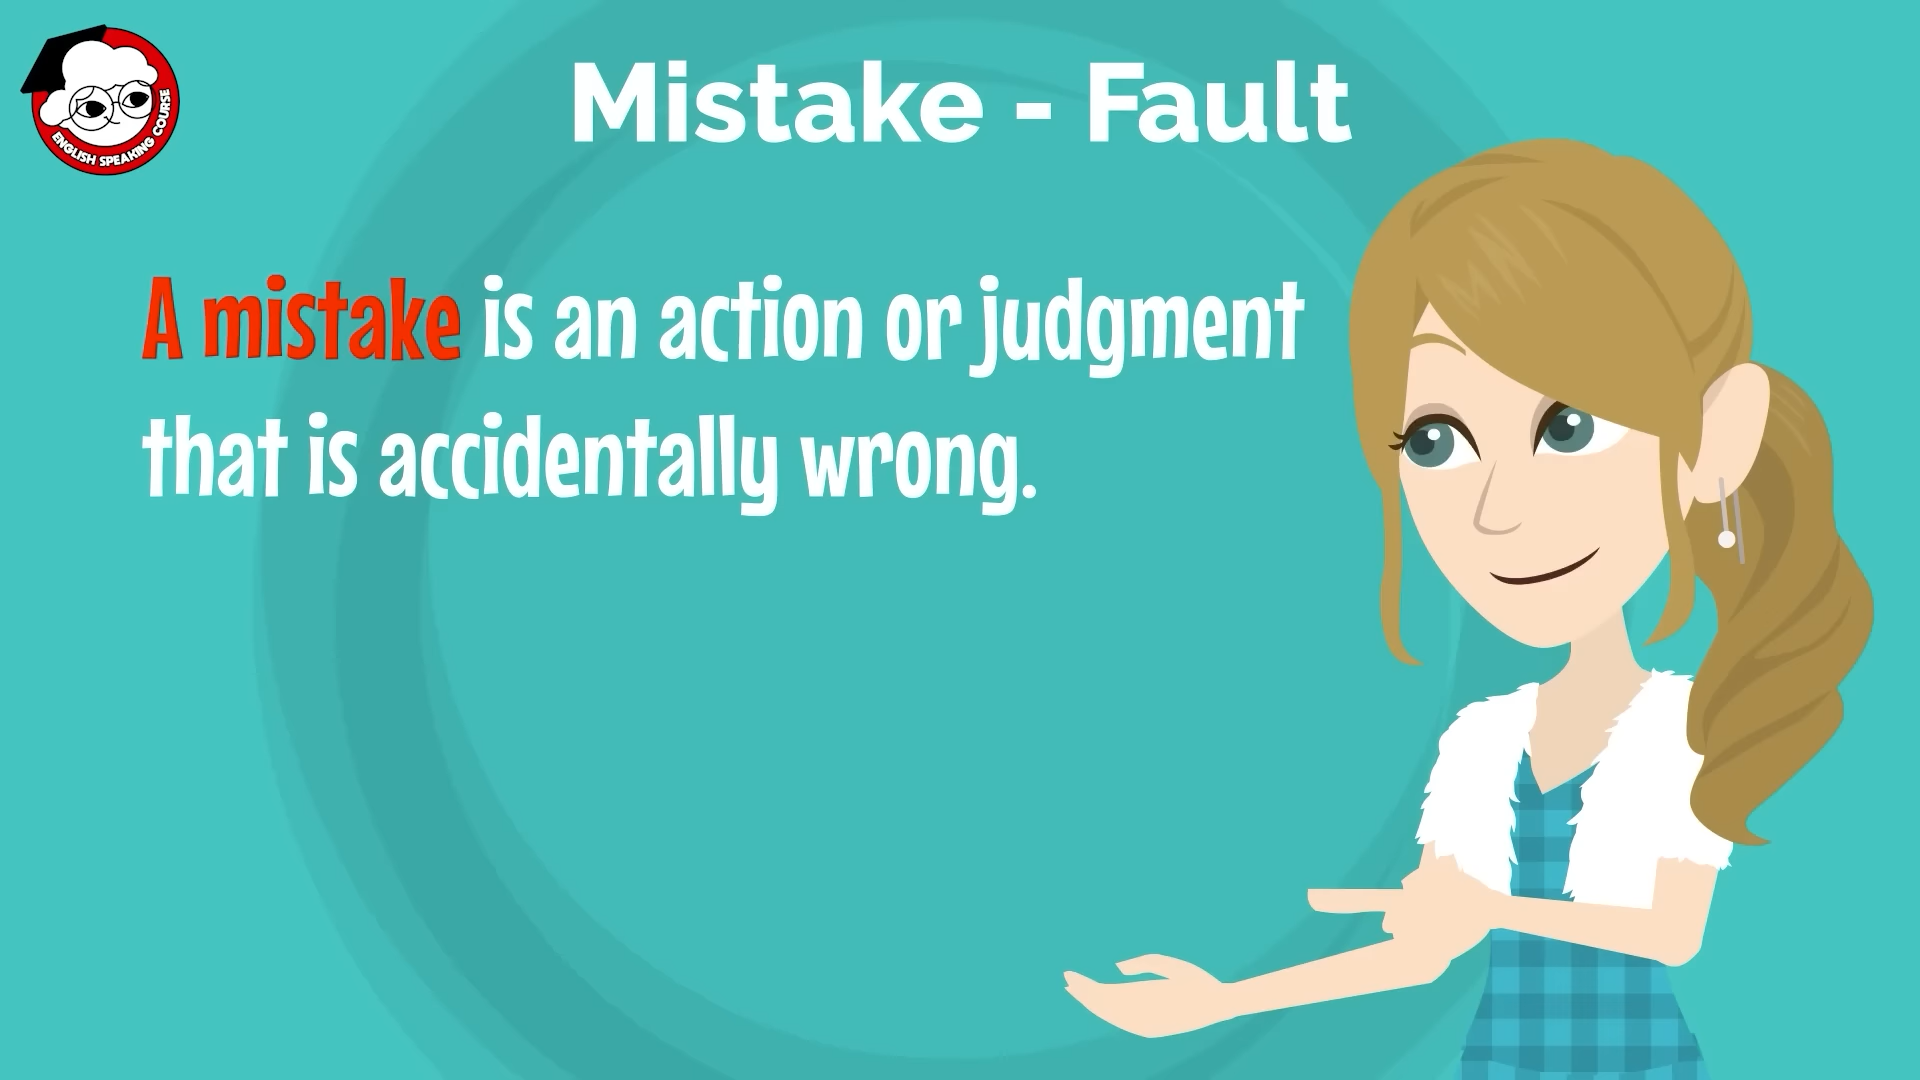 Mistake - Fault
A mistake is an action or judgment
that is accidentally wrong.
ENGLISH SPEAKING COURSE